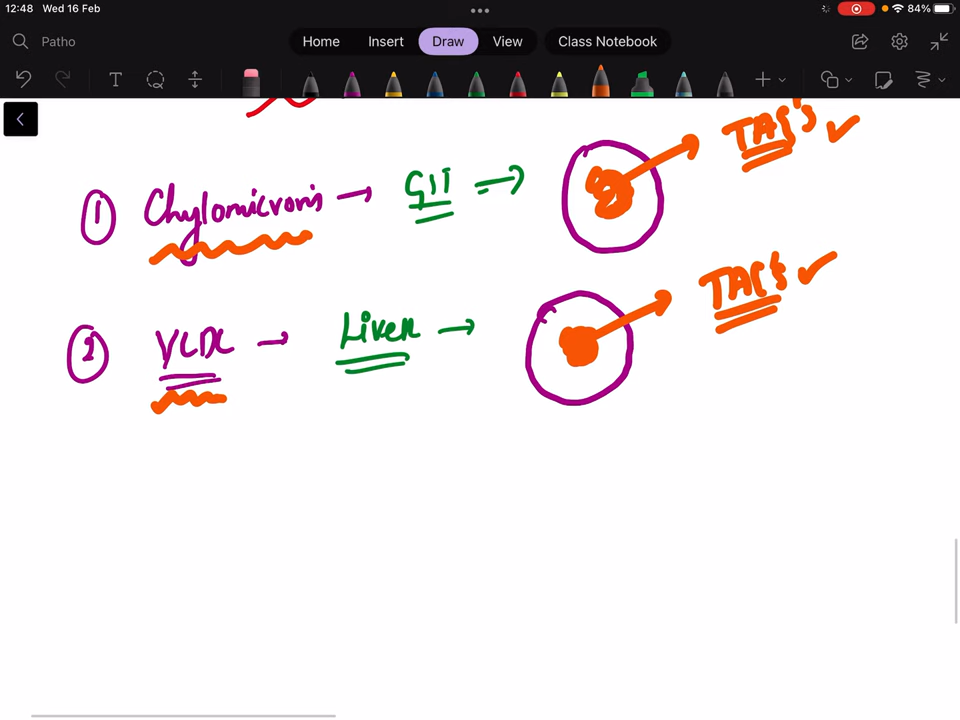 12:48 Wed 16 Feb
84%
Patho
Home Insert Draw View Class Notebook
T
① Chylomicrons → GIT → TAG's ✓
② VLDL → Liver → TAG's ✓